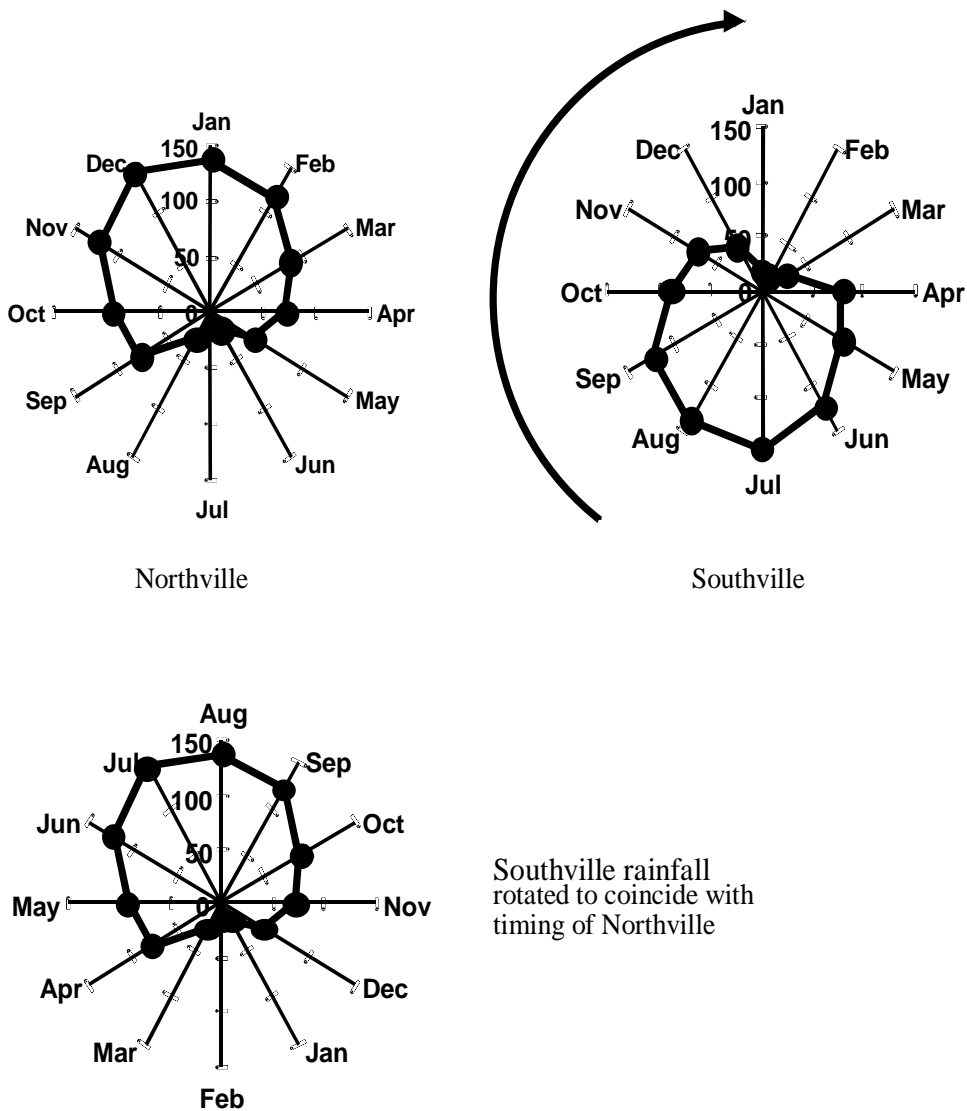 Jan
150
Dec
Feb
100
Nov
Mar
50
Oct
0
Apr
Sep
May
Aug
Jun
Jul
Northville
Jan
150
Dec
Feb
100
Nov
Mar
50
Oct
0
Apr
Sep
May
Aug
Jun
Jul
Southville
Aug
150
Jul
Sep
100
Jun
Oct
50
May
0
Nov
Apr
Dec
Mar
Jan
Feb
Southville rainfall
rotated to coincide with
timing of Northville